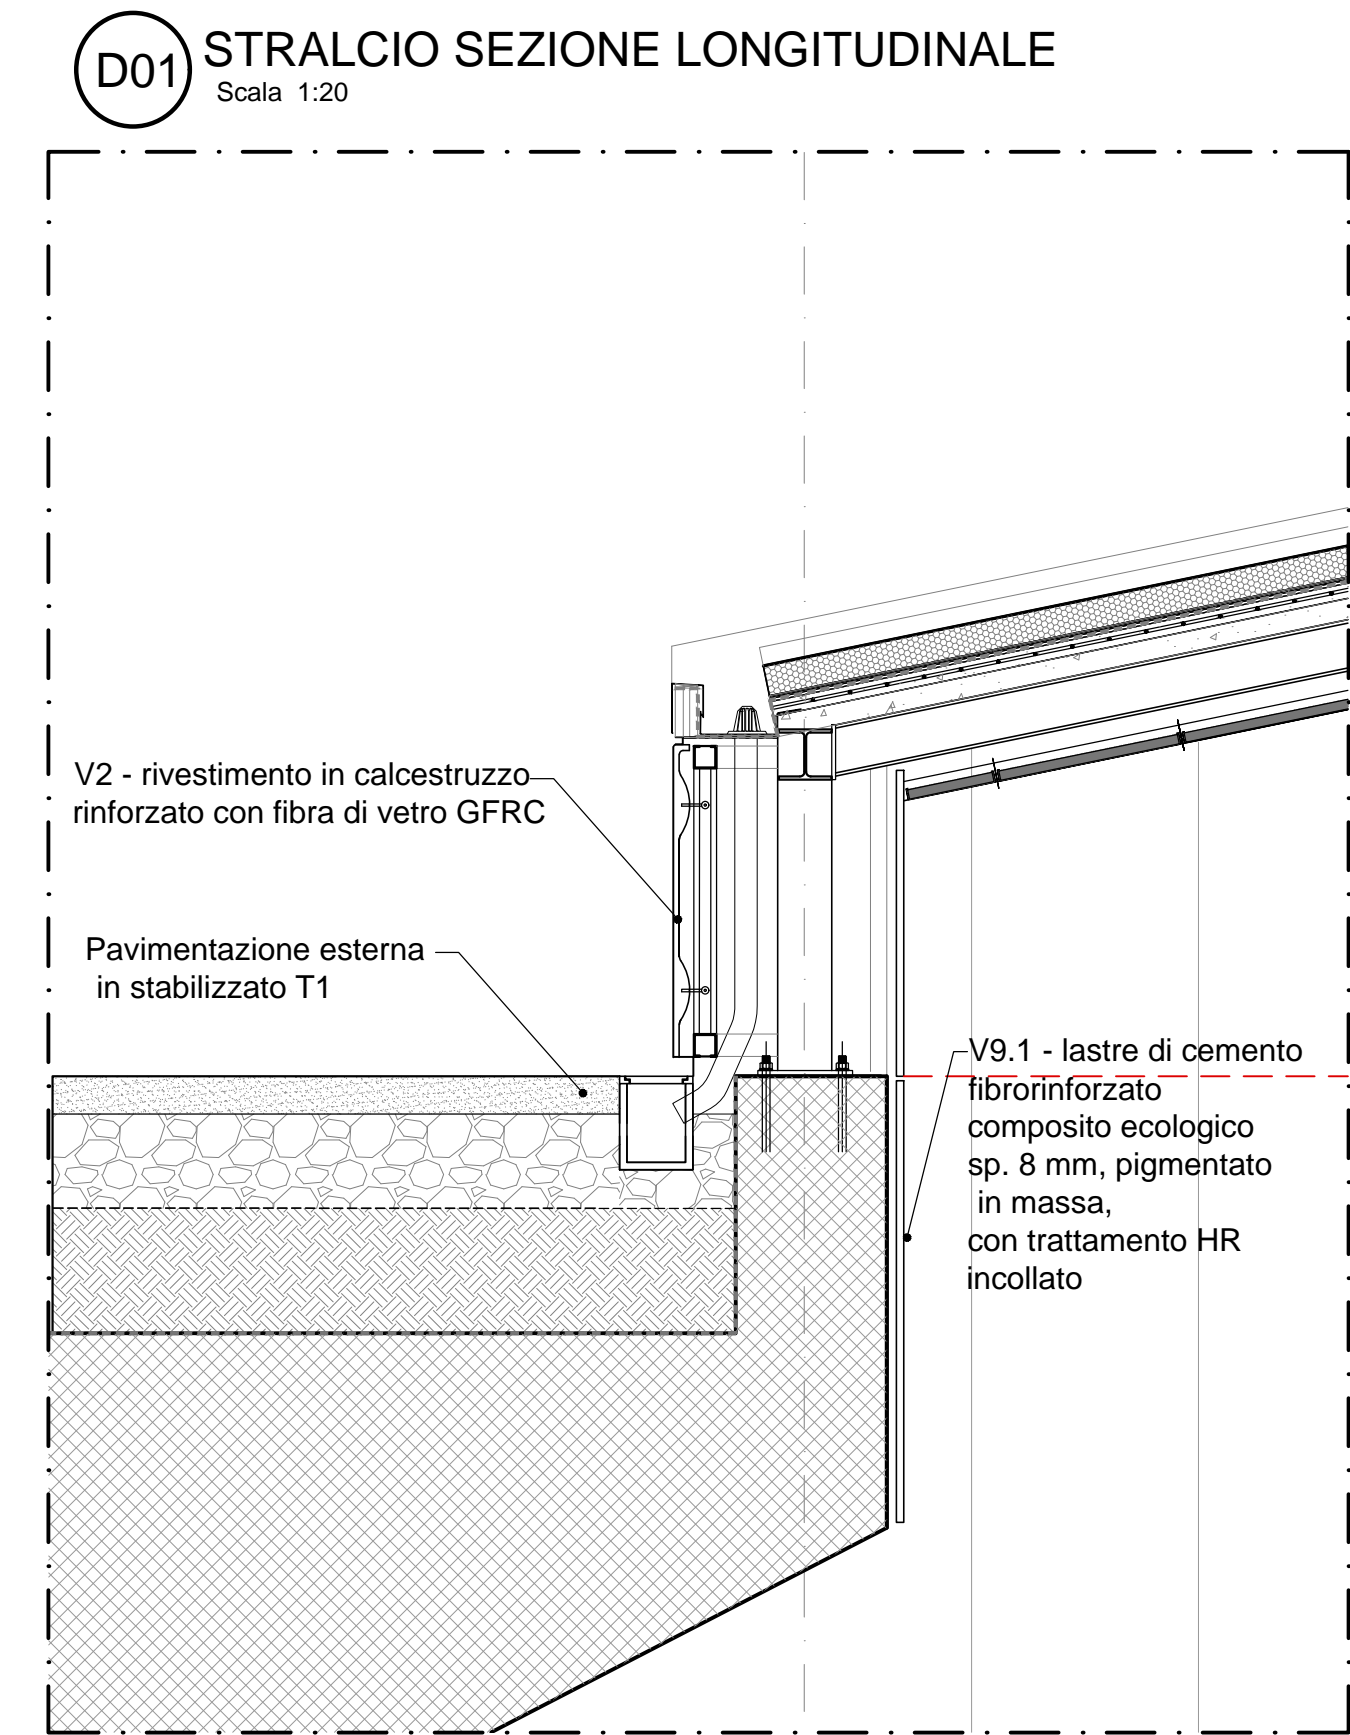 D01
STRALCIO SEZIONE LONGITUDINALE
Scala 1:20
V2 - rivestimento in calcestruzzo
rinforzato con fibra di vetro GFRC
Pavimentazione esterna
in stabilizzato T1
V9.1 - lastre di cemento
fibrorinforzato
composito ecologico
sp. 8 mm, pigmentato
in massa,
con trattamento HR
incollato